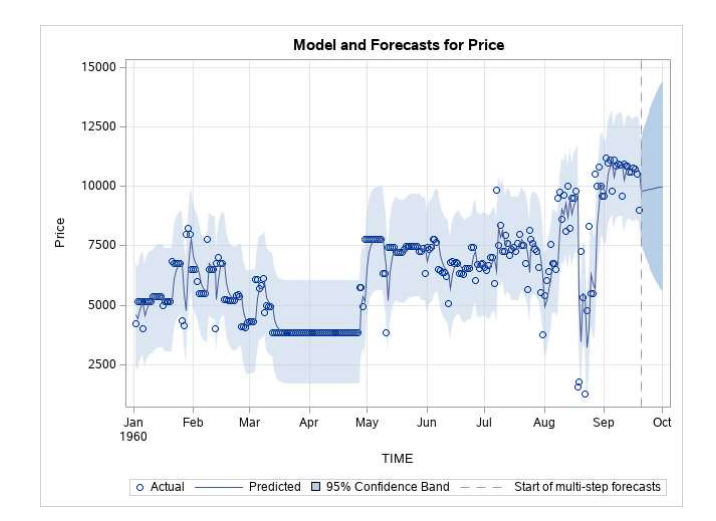 Model and Forecasts for Price
15000
12500
10000
7500
5000
2500
Price
Jan Feb Mar Apr May Jun Jul Aug Sep Oct
1960
TIME
Actual Predicted 95% Confidence Band Start of multi-step forecasts